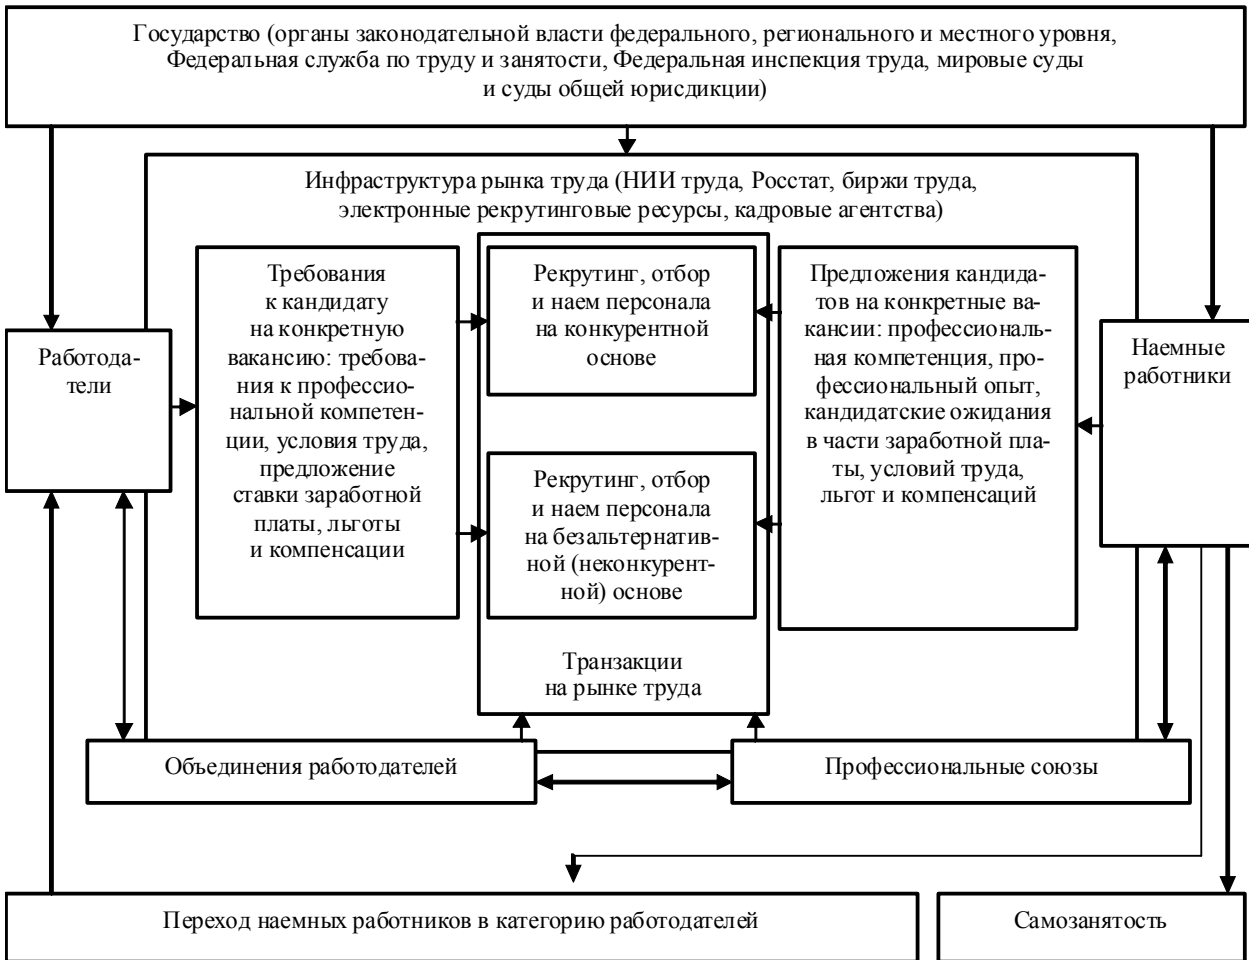 Государство (органы законодательной власти федерального, регионального и местного уровня,
Федеральная служба по труду и занятости, Федеральная инспекция труда, мировые суды
и суды общей юрисдикции)
Инфраструктура рынка труда (НИИ труда, Росстат, биржи труда,
электронные рекрутинговые ресурсы, кадровые агентства)
Работода-
тели
Требования
к кандидату
на конкретную
вакансию: требова-
ния к профессио-
нальной компетен-
ции, условия труда,
предложение
ставки заработной
платы, льготы
и компенсации
Рекрутинг, отбор
и наем персонала
на конкурентной
основе
Рекрутинг, отбор
и наем персонала
на безальтернатив-
ной (неконкурент-
ной) основе
Транзакции
на рынке труда
Предложения кандида-
тов на конкретные ва-
кансии: профессиональ-
ная компетенция, про-
фессиональный опыт,
кандидатские ожидания
в части заработной пла-
ты, условий труда,
льгот и компенсаций
Наемные
работники
Объединения работодателей
Профессиональные союзы
Переход наемных работников в категорию работодателей
Самозанятость